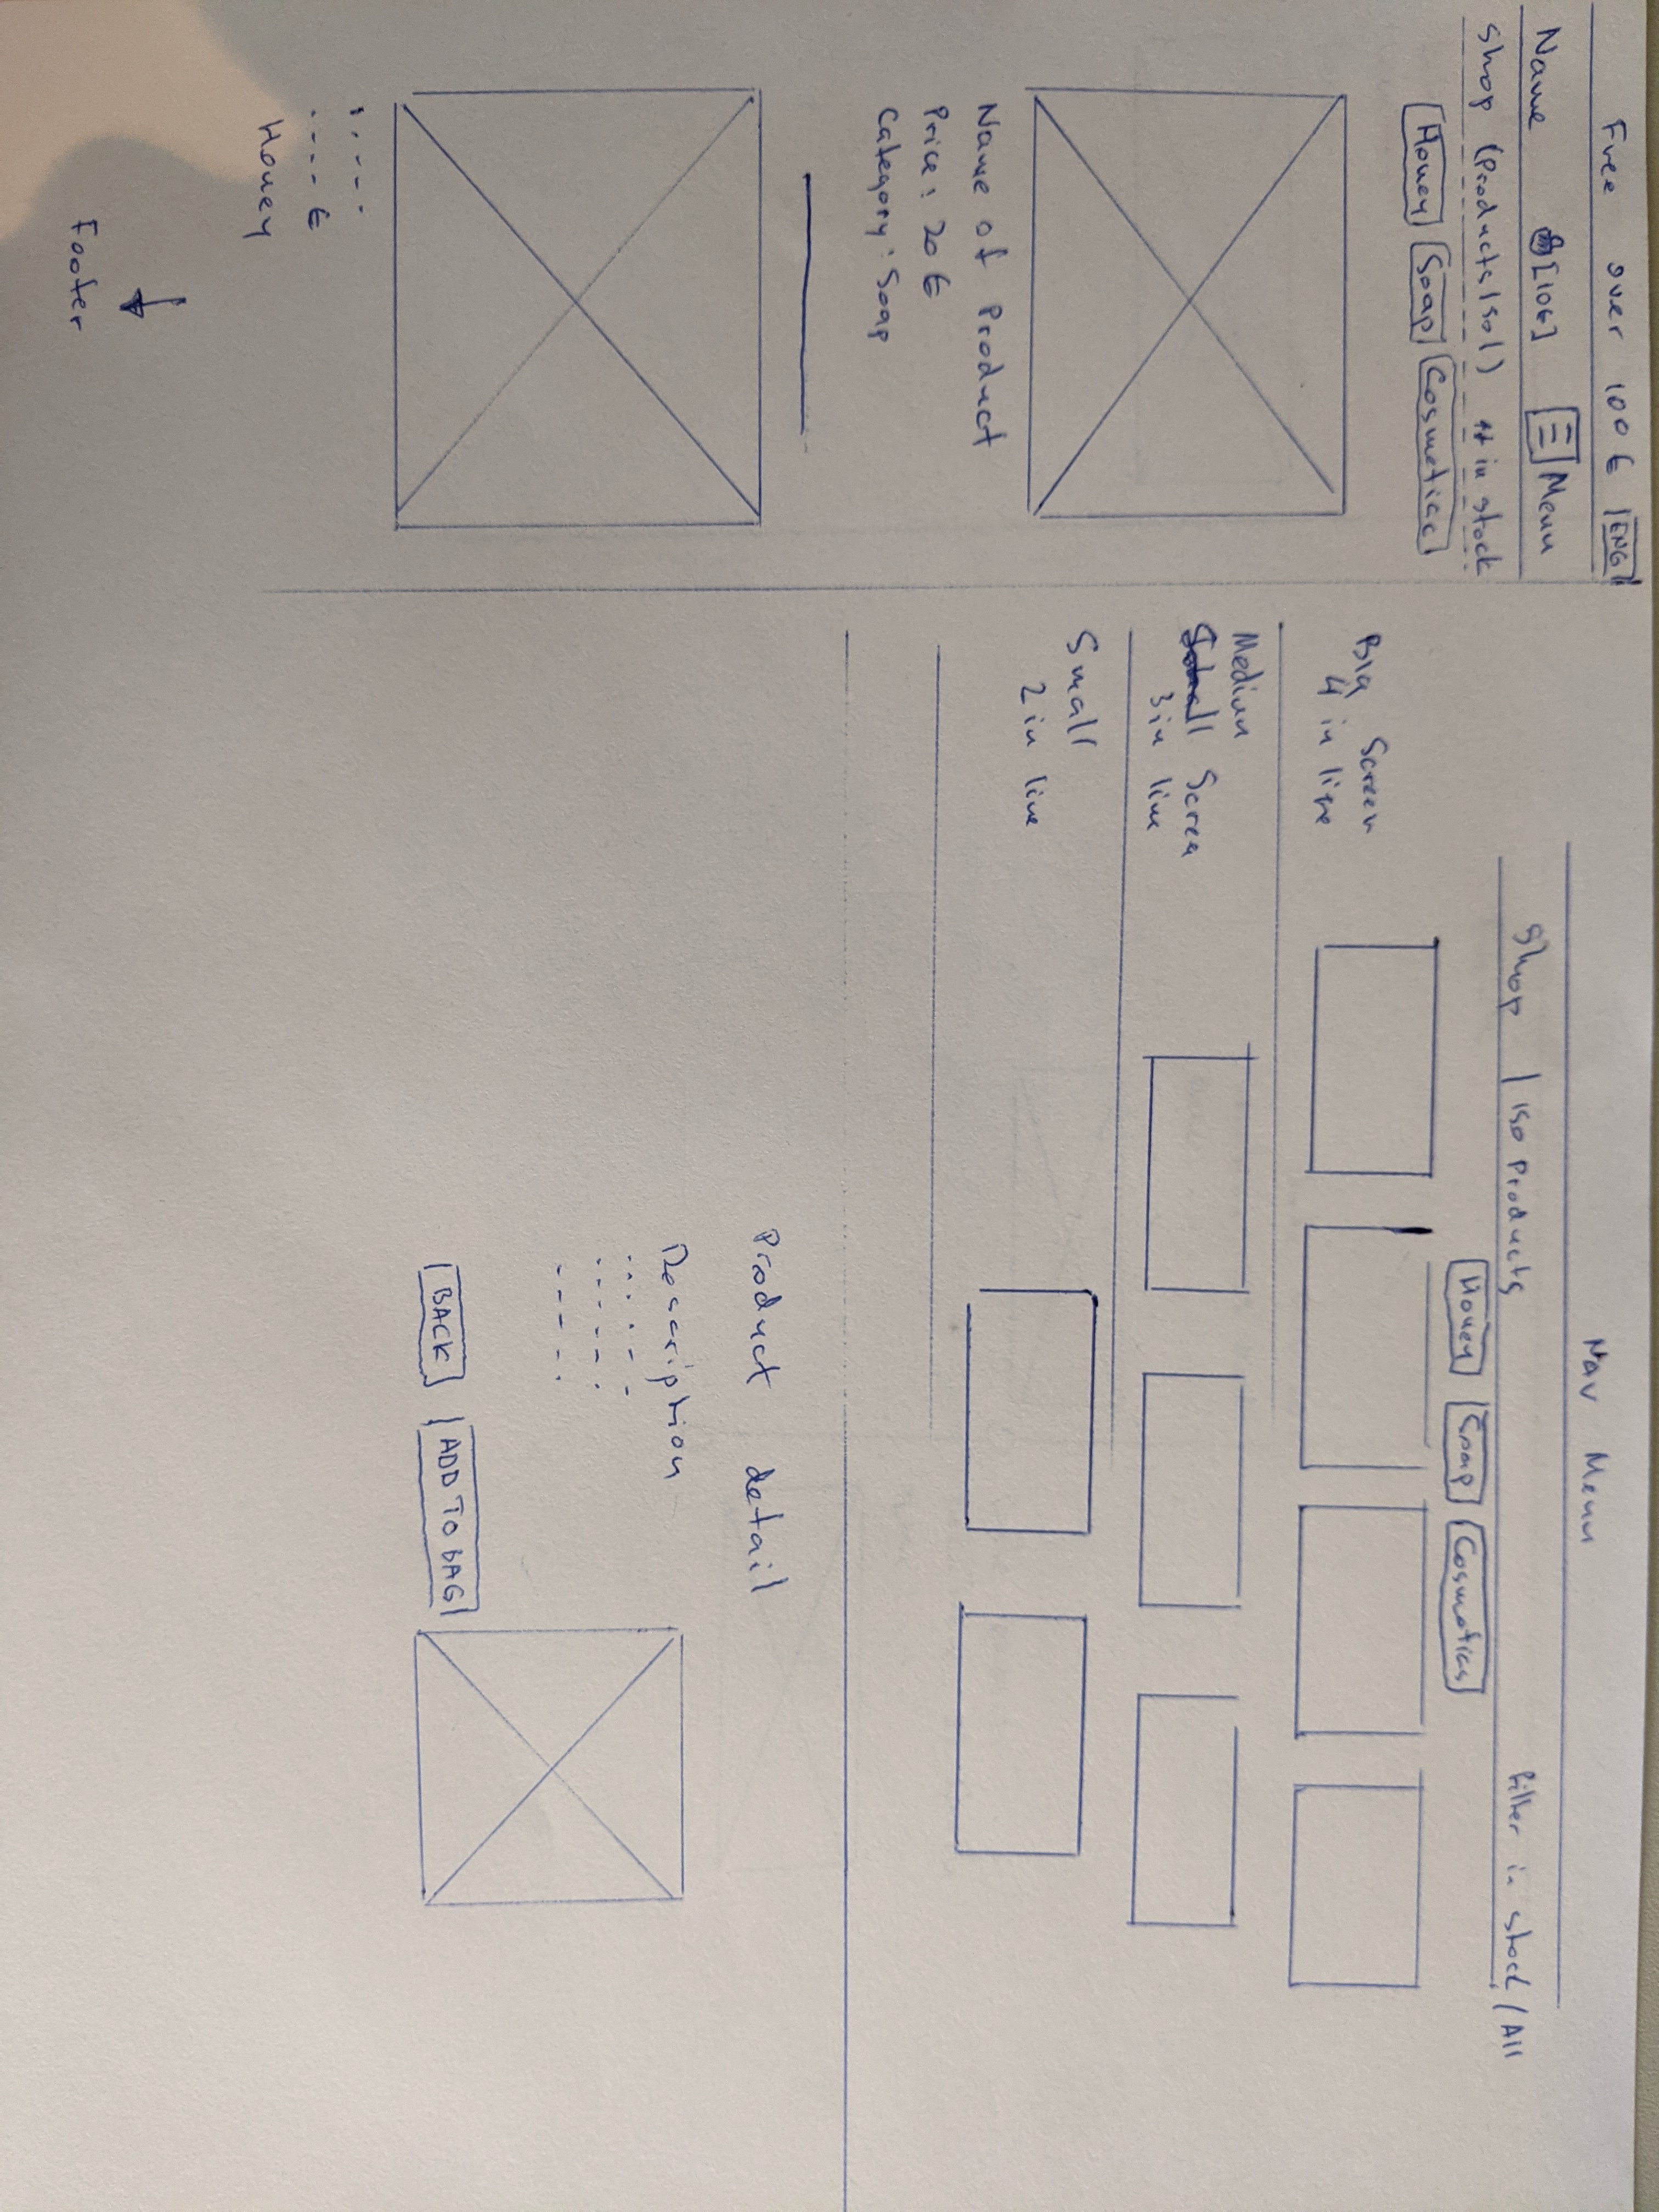 Free over 100 € ENG
Name [10€] Menu
Shop (Products 150) in stock
Honey Soap Cosmetics
Name of Product
Price: 20 €
Category: Soap
€
Honey
Footer
Nav Menu
Shop / 150 Products Filter in stock / All
Honey Soap Cosmetics
Big Screen
4 in line
Medium
Screen
3 in line
Small
2 in line
Product detail
Description
BACK ADD TO BAG